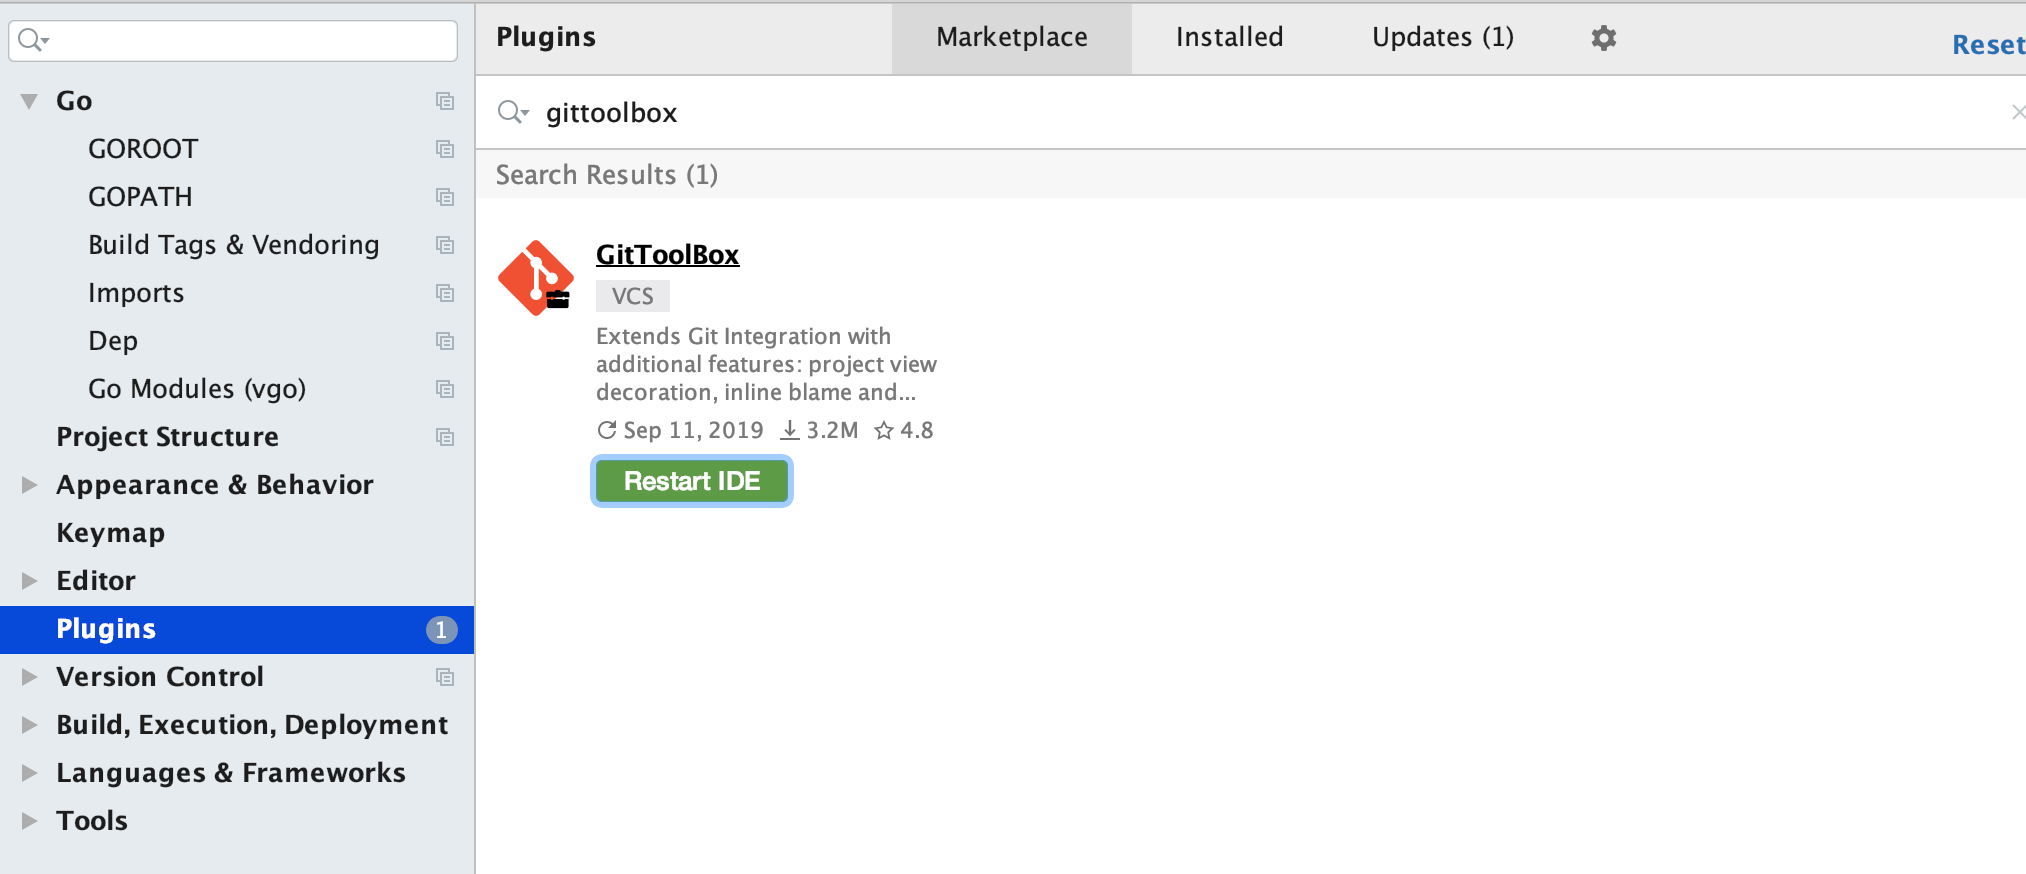 Plugins
Marketplace
Installed
Updates (1)
Reset
Go
GOROOT
GOPATH
Build Tags & Vendoring
Imports
Dep
Go Modules (vgo)
Project Structure
Appearance & Behavior
Keymap
Editor
Plugins 1
Version Control
Build, Execution, Deployment
Languages & Frameworks
Tools
gittoolbox
Search Results (1)
GitToolBox
VCS
Extends Git Integration with
additional features: project view
decoration, inline blame and...
Sep 11, 2019 3.2M 4.8
Restart IDE